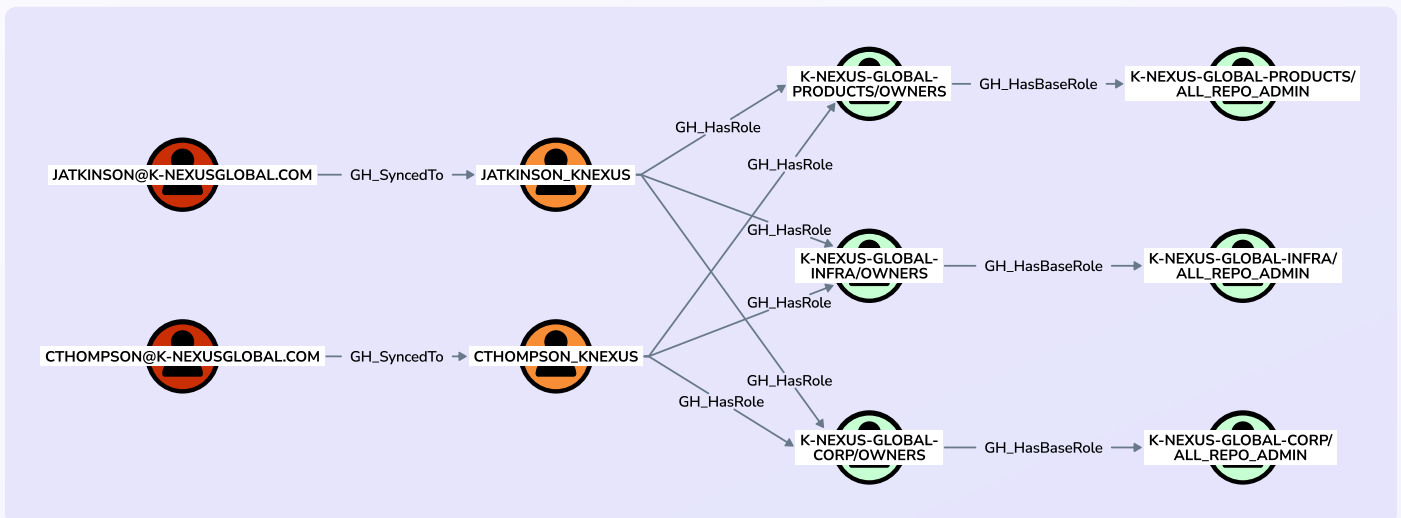 K-NEXUS-GLOBAL-
PRODUCTS/OWNERS
GH_HasBaseRole
K-NEXUS-GLOBAL-PRODUCTS/
ALL_REPO_ADMIN
GH_HasRole
GH_HasRole
JATKINSON@K-NEXUSGLOBAL.COM
GH_SyncedTo
JATKINSON_KNEXUS
GH_HasRole
K-NEXUS-GLOBAL-
INFRA/OWNERS
GH_HasBaseRole
K-NEXUS-GLOBAL-INFRA/
ALL_REPO_ADMIN
GH_HasRole
CTHOMPSON@K-NEXUSGLOBAL.COM
GH_SyncedTo
CTHOMPSON_KNEXUS
GH_HasRole
GH_HasRole
K-NEXUS-GLOBAL-
CORP/OWNERS
GH_HasBaseRole
K-NEXUS-GLOBAL-CORP/
ALL_REPO_ADMIN